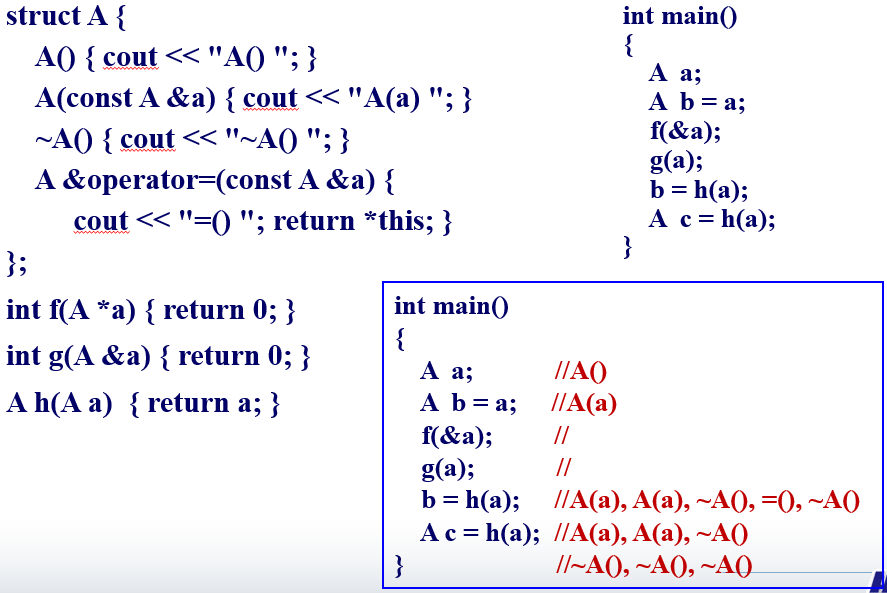 struct A {
A() { cout << "A() "; }
A(const A &a) { cout << "A(a) "; }
~A() { cout << "~A() "; }
A &operator=(const A &a) {
cout << "=() "; return *this; }
};
int f(A *a) { return 0; }
int g(A &a) { return 0; }
A h(A a) { return a; }
int main()
{
A a;
A b = a;
f(&a);
g(a);
b = h(a);
A c = h(a);
}
int main()
{
A a; //A()
A b = a; //A(a)
f(&a); //
g(a); //
b = h(a); //A(a), A(a), ~A(), =(), ~A()
A c = h(a); //A(a), A(a), ~A()
} //~A(), ~A(), ~A()